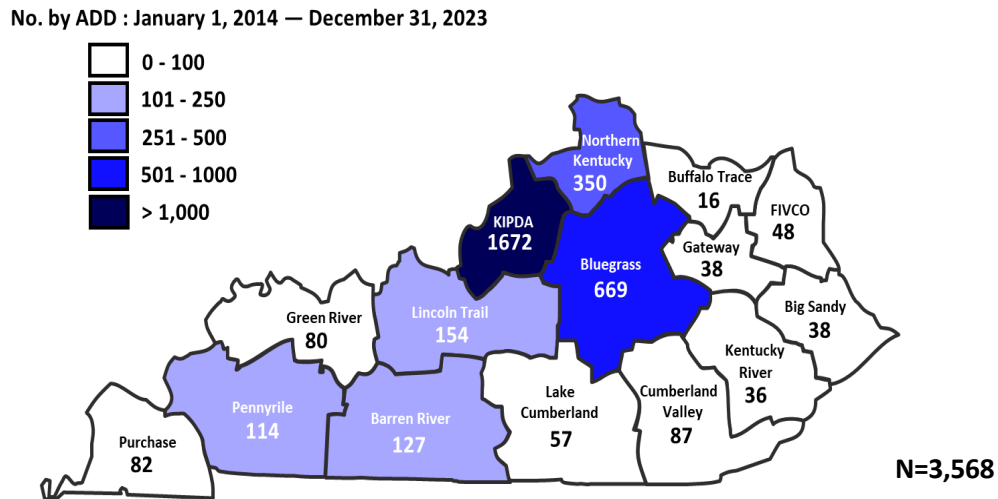 No. by ADD : January 1, 2014 — December 31, 2023
0 - 100
101 - 250
251 - 500
501 - 1000
> 1,000
Northern
Kentucky
350
Buffalo Trace
16
FIVCO
48
KIPDA
1672
Gateway
38
Bluegrass
669
Big Sandy
38
Green River
80
Lincoln Trail
154
Kentucky
River
36
Pennyrile
114
Barren River
127
Lake
Cumberland
57
Cumberland
Valley
87
Purchase
82
N=3,568